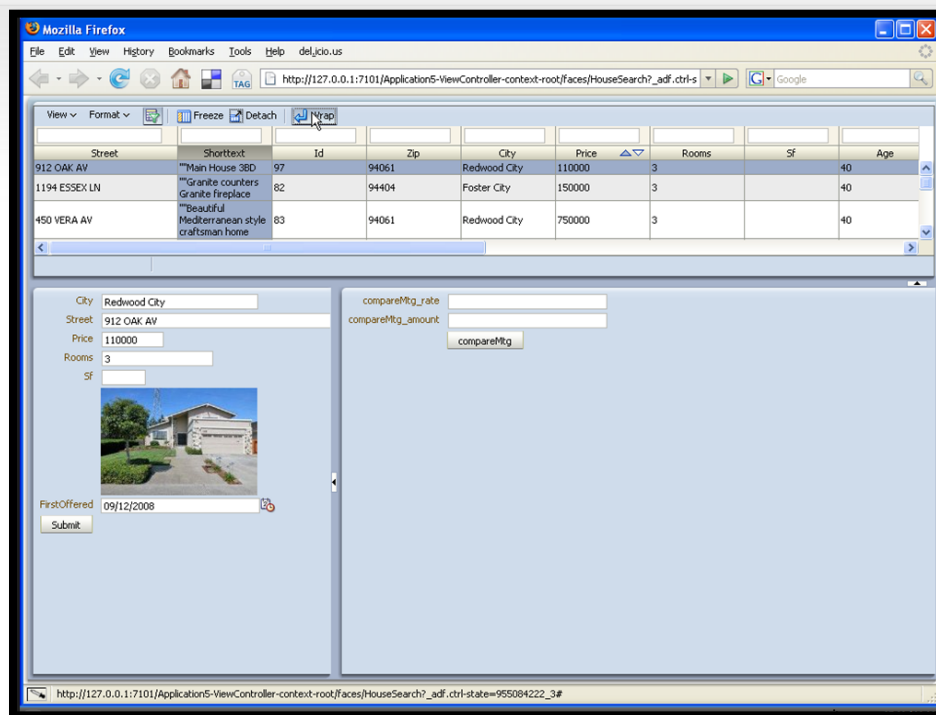 Mozilla Firefox
File Edit View History Bookmarks Tools Help del.icio.us
TAG http://127.0.0.1:7101/Application5-ViewController-context-root/faces/HouseSearch?_adf.ctrl-s G Google
View Format Freeze Detach Wrap
Street Shorttext Id Zip City Price Rooms Sf Age
912 OAK AV """Main House 3BD 97 94061 Redwood City 110000 3 40
1194 ESSEX LN """Granite counters Granite fireplace 82 94404 Foster City 150000 3 40
450 VERA AV """Beautiful Mediterranean style craftsman home 83 94061 Redwood City 750000 3 40
City Redwood City
Street 912 OAK AV
Price 110000
Rooms 3
Sf
FirstOffered 09/12/2008
Submit
compareMtg_rate
compareMtg_amount
compareMtg
http://127.0.0.1:7101/Application5-ViewController-context-root/faces/HouseSearch?_adf.ctrl-state=955084222_3#